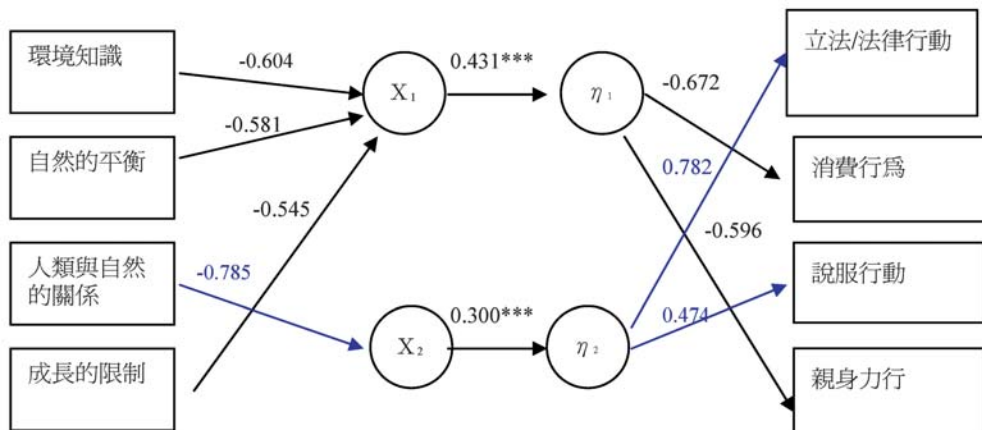 環境知識
自然的平衡
人類與自然
的關係
成長的限制
-0.604
-0.581
-0.545
-0.785
X₁
X₂
0.431***
0.300***
η₁
η₂
-0.672
0.782
-0.596
0.474
立法/法律行動
消費行為
說服行動
親身力行